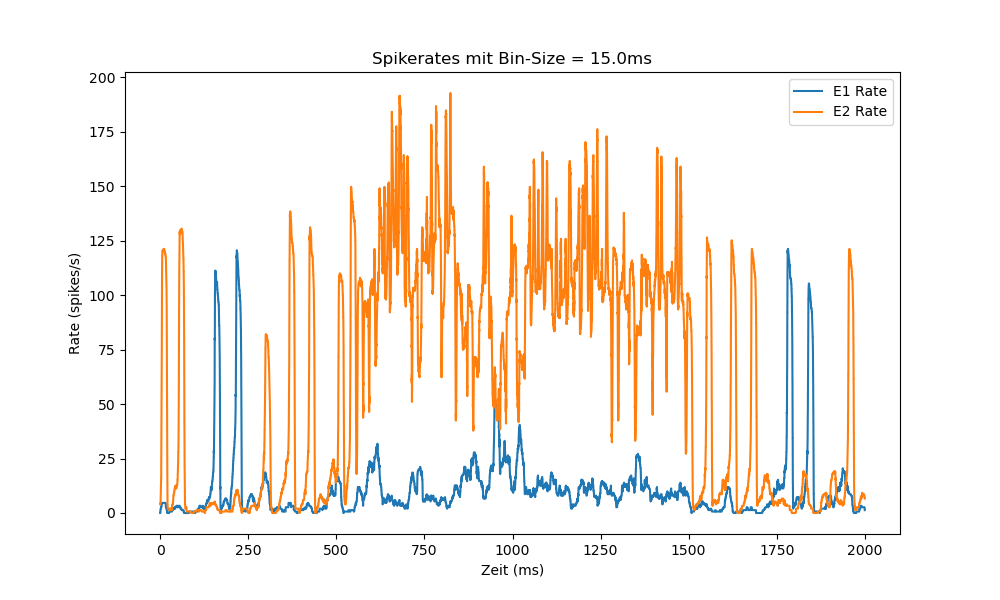 Spikerates mit Bin-Size = 15.0ms
E1 Rate
E2 Rate
Rate (spikes/s)
200
175
150
125
100
75
50
25
0
0 250 500 750 1000 1250 1500 1750 2000
Zeit (ms)